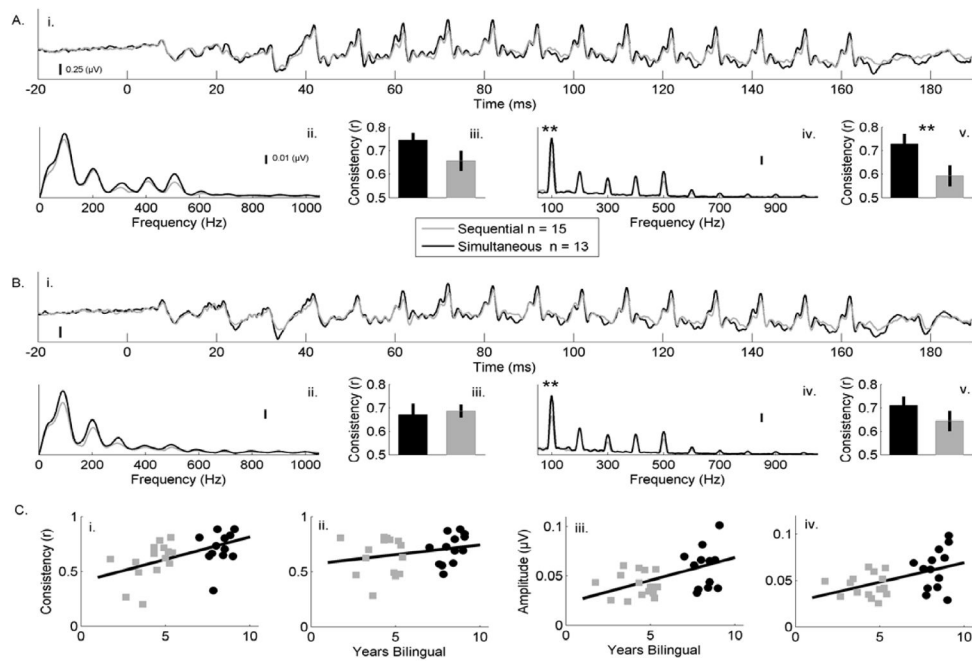 A.
i.
0.25 (µV)
-20 0 20 40 60 80 100 120 140 160 180
Time (ms)
ii.
0.01 (µV)
0 200 400 600 800 1000
Frequency (Hz)
Consistency (r)
0.8
0.7
0.6
0.5
iii.
**
iv.
100 300 500 700 900
Frequency (Hz)
Consistency (r)
0.8
0.7
0.6
0.5
**
v.
Sequential n = 15
Simultaneous n = 13
B.
i.
-20 0 20 40 60 80 100 120 140 160 180
Time (ms)
ii.
0 200 400 600 800 1000
Frequency (Hz)
Consistency (r)
0.8
0.7
0.6
0.5
iii.
**
iv.
100 300 500 700 900
Frequency (Hz)
Consistency (r)
0.8
0.7
0.6
0.5
v.
C.
Consistency (r)
1
0.5
0
i.
0 5 10
1
0.5
0
ii.
0 5 10
Years Bilingual
Amplitude (µV)
0.1
0.05
0
iii.
0 5 10
Years Bilingual
0.1
0.05
0
iv.
0 5 10
Years Bilingual